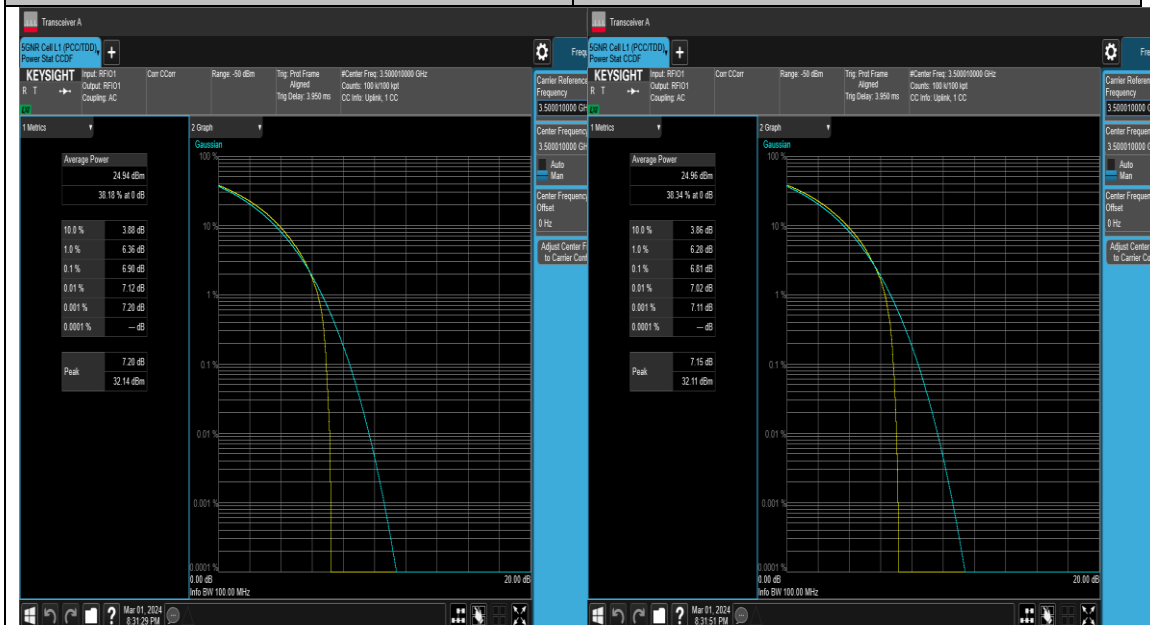 Transceiver A
5GNR Cell L1 (PCC/TDD),
Power Stat CCDF
+
Freq
KEYSIGHT
R T
LXI
Input: RFIO1
Output: RFIO1
Coupling: AC
Corr CCorr
Range: -50 dBm
Trig: Prot Frame
Aligned
Trig Delay: 3.950 ms
#Center Freq: 3.500010000 GHz
Counts: 100 k/100 kpt
CC Info: Uplink, 1 CC
Carrier Reference
Frequency
3.500010000 GH
Center Frequency
3.500010000 GH
Auto
Man
Center Frequency
Offset
0 Hz
Adjust Center F
to Carrier Conf
1 Metrics
Average Power
24.94 dBm
38.18 % at 0 dB
10.0 % 3.88 dB
1.0 % 6.36 dB
0.1 % 6.90 dB
0.01 % 7.12 dB
0.001 % 7.20 dB
0.0001 % --- dB
Peak
7.20 dB
32.14 dBm
2 Graph
Gaussian
100 %
10 %
1 %
0.1 %
0.01 %
0.001 %
0.0001 %
0.00 dB
20.00 dB
Info BW 100.00 MHz
?
Mar 01, 2024
8:31:29 PM
Transceiver A
5GNR Cell L1 (PCC/TDD),
Power Stat CCDF
+
Fre
KEYSIGHT
R T
LXI
Input: RFIO1
Output: RFIO1
Coupling: AC
Corr CCorr
Range: -50 dBm
Trig: Prot Frame
Aligned
Trig Delay: 3.950 ms
#Center Freq: 3.500010000 GHz
Counts: 100 k/100 kpt
CC Info: Uplink, 1 CC
Carrier Referen
Frequency
3.500010000 G
Center Frequen
3.500010000 G
Auto
Man
Center Frequen
Offset
0 Hz
Adjust Center
to Carrier Co
1 Metrics
Average Power
24.96 dBm
38.34 % at 0 dB
10.0 % 3.86 dB
1.0 % 6.28 dB
0.1 % 6.81 dB
0.01 % 7.02 dB
0.001 % 7.11 dB
0.0001 % --- dB
Peak
7.15 dB
32.11 dBm
2 Graph
Gaussian
100 %
10 %
1 %
0.1 %
0.01 %
0.001 %
0.0001 %
0.00 dB
20.00 dB
Info BW 100.00 MHz
?
Mar 01, 2024
8:31:51 PM